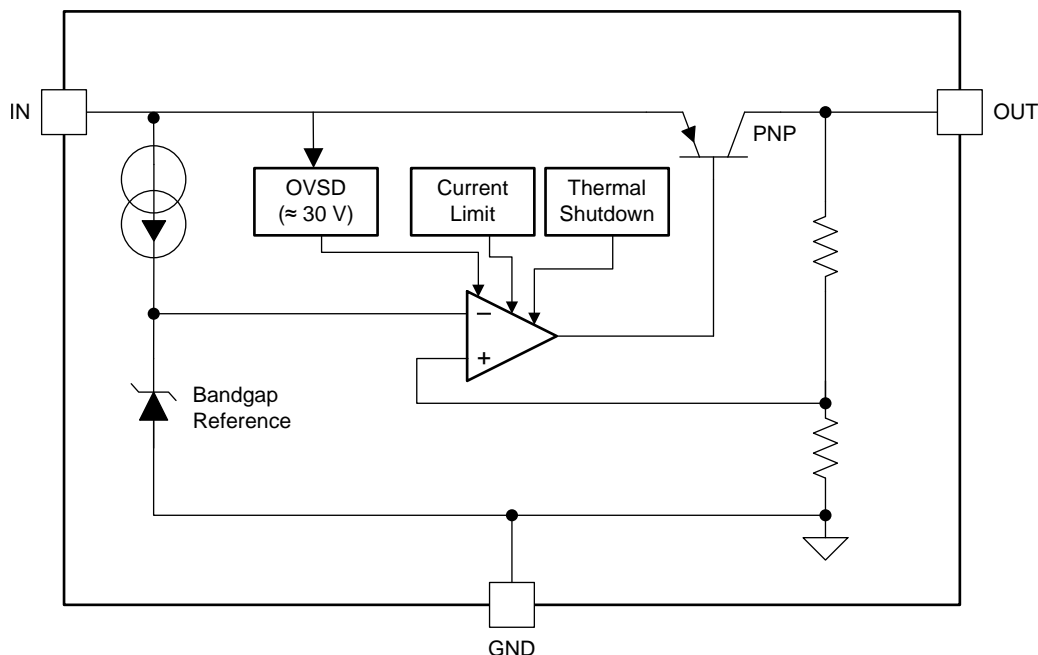 IN
OUT
PNP
OVSD
(≈ 30 V)
Current
Limit
Thermal
Shutdown
−
+
Bandgap
Reference
GND